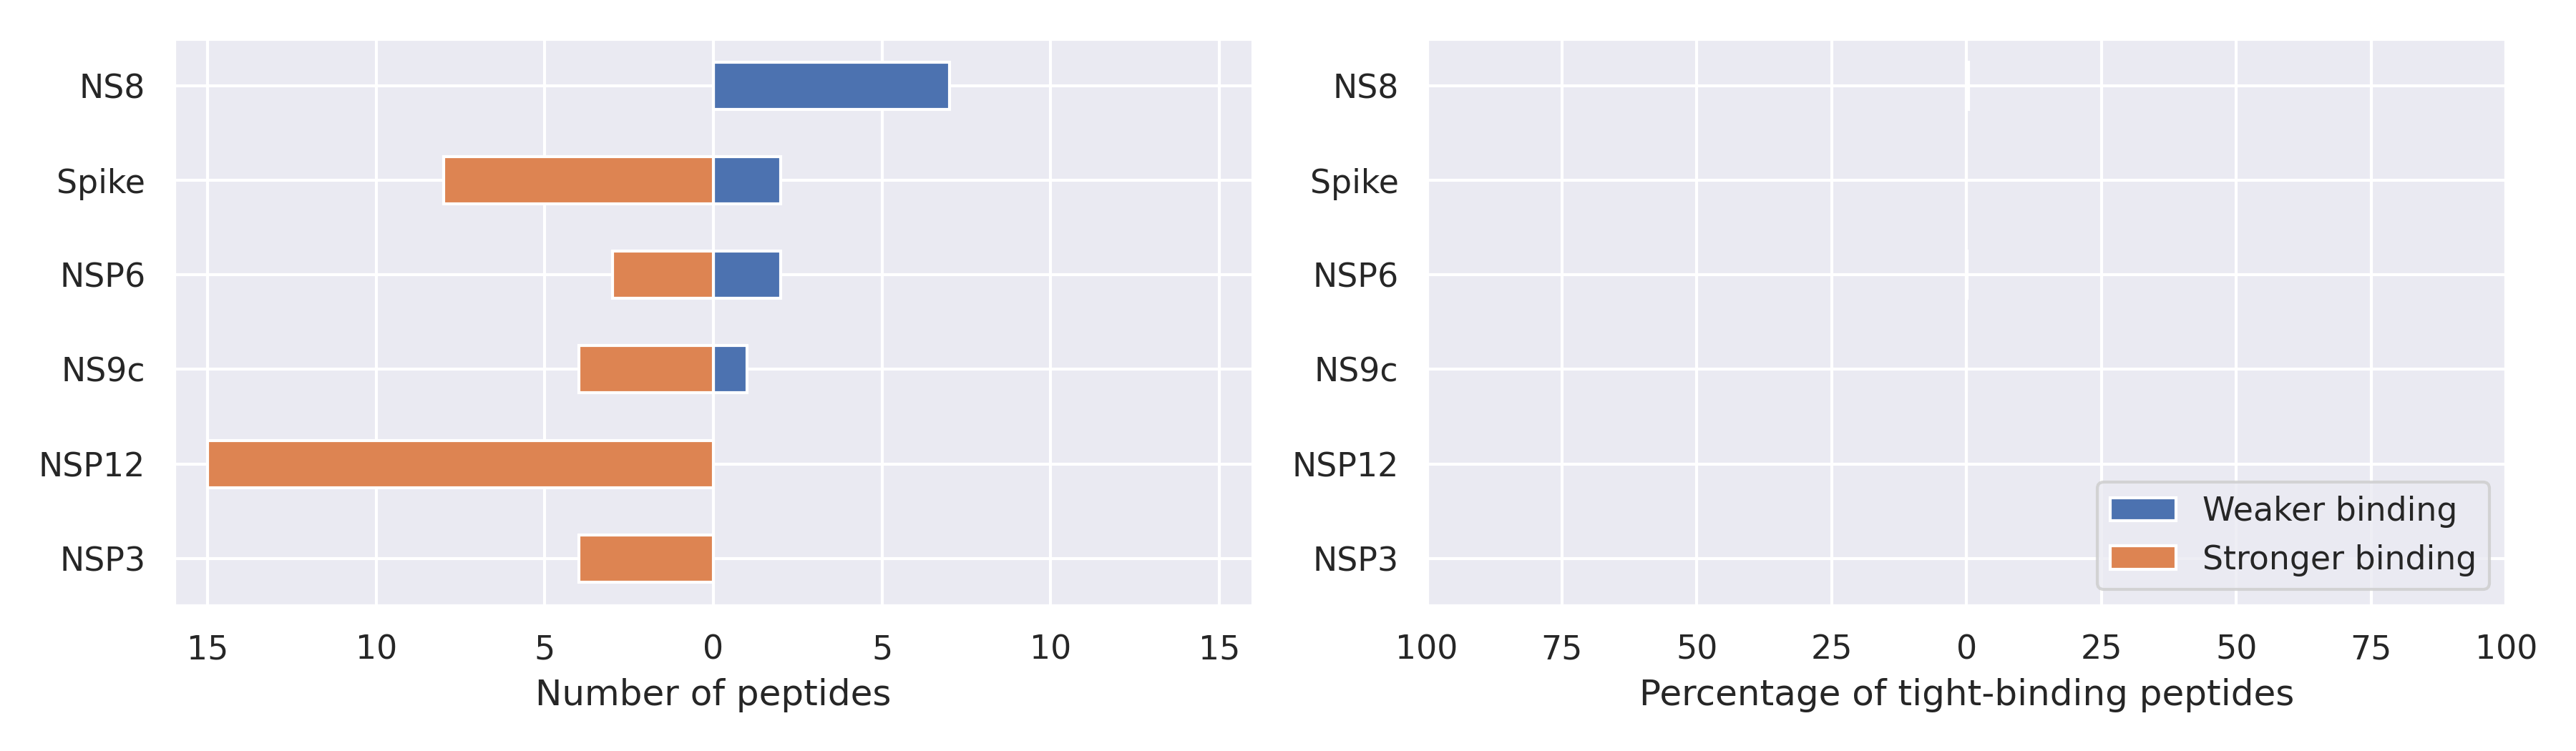 NS8
Spike
NSP6
NS9c
NSP12
NSP3
15 10 5 0 5 10 15
Number of peptides
NS8
Spike
NSP6
NS9c
NSP12
NSP3
Weaker binding
Stronger binding
100 75 50 25 0 25 50 75 100
Percentage of tight-binding peptides